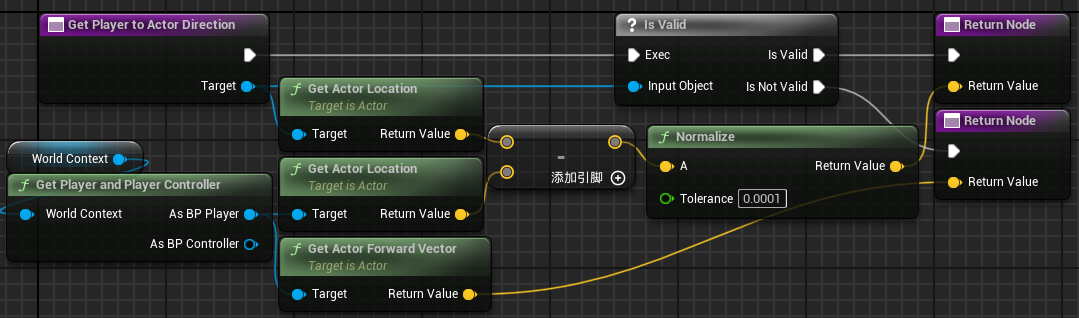 Get Player to Actor Direction
Target
World Context
Get Player and Player Controller
World Context
As BP Player
As BP Controller
Get Actor Location
Target is Actor
Target
Return Value
Get Actor Location
Target is Actor
Target
Return Value
Get Actor Forward Vector
Target is Actor
Target
Return Value
-
添加引脚
? Is Valid
Exec
Is Valid
Input Object
Is Not Valid
Normalize
A
Return Value
Tolerance 0.0001
Return Node
Return Value
Return Node
Return Value